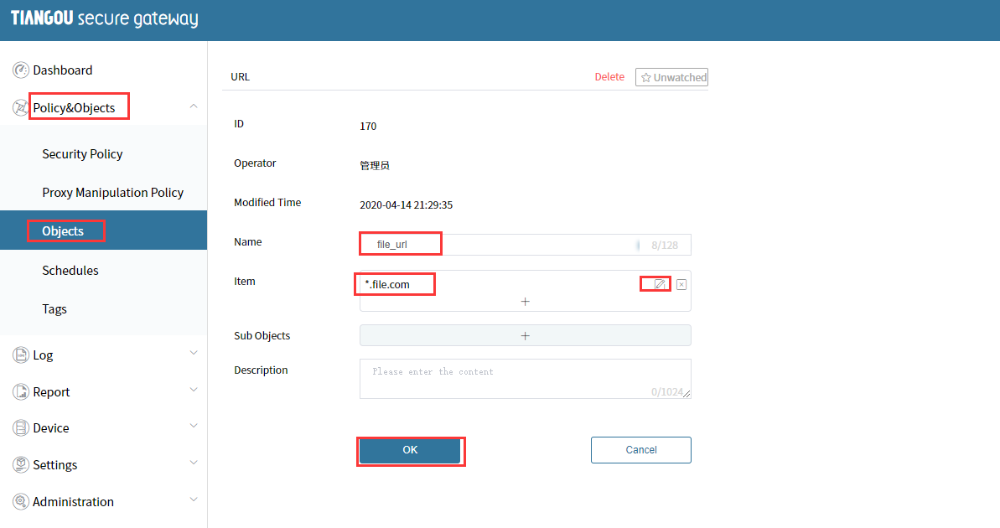 TIANGOU secure gateway
Dashboard
Policy&Objects
Security Policy
Proxy Manipulation Policy
Objects
Schedules
Tags
Log
Report
Device
Settings
Administration
URL
Delete
Unwatched
ID
170
Operator
管理员
Modified Time
2020-04-14 21:29:35
Name
file_url
8/128
Item
*.file.com
Sub Objects
Description
Please enter the content
0/1024
OK
Cancel